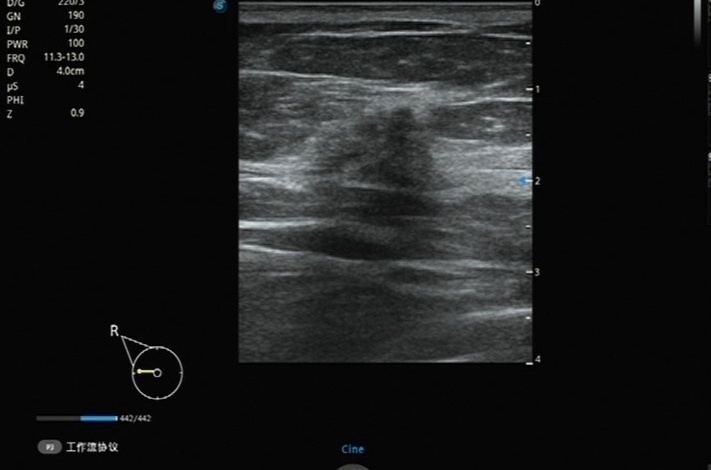 D/G 220/3
GN 190
I/P 1/30
PWR 100
FRQ 11.3-13.0
D 4.0cm
μS 4
PHI
Z 0.9
0
1
2
3
4
R
442/442
P3 工作流协议
Cine